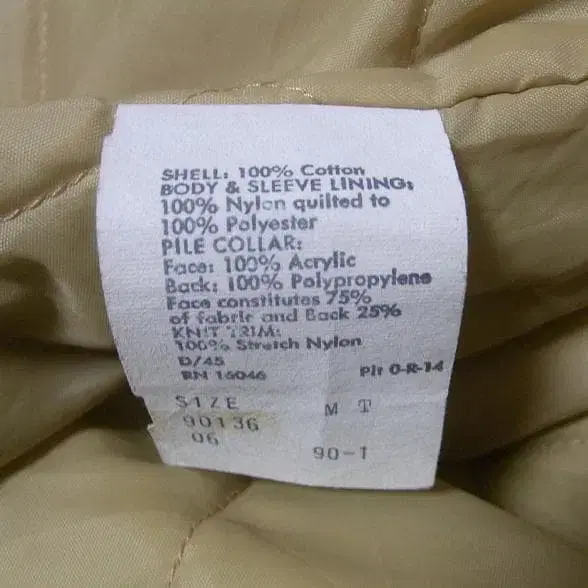 SHELL: 100% Cotton
BODY & SLEEVE LINING:
100% Nylon quilted to
100% Polyester
PILE COLLAR:
Face: 100% Acrylic
Back: 100% Polypropylene
Face constitutes 75%
of fabric and Back 25%
KNIT TRIM:
100% Stretch Nylon
D/45
RN 16046 Plt 0-R-14
SIZE M T
90136
06 90-1